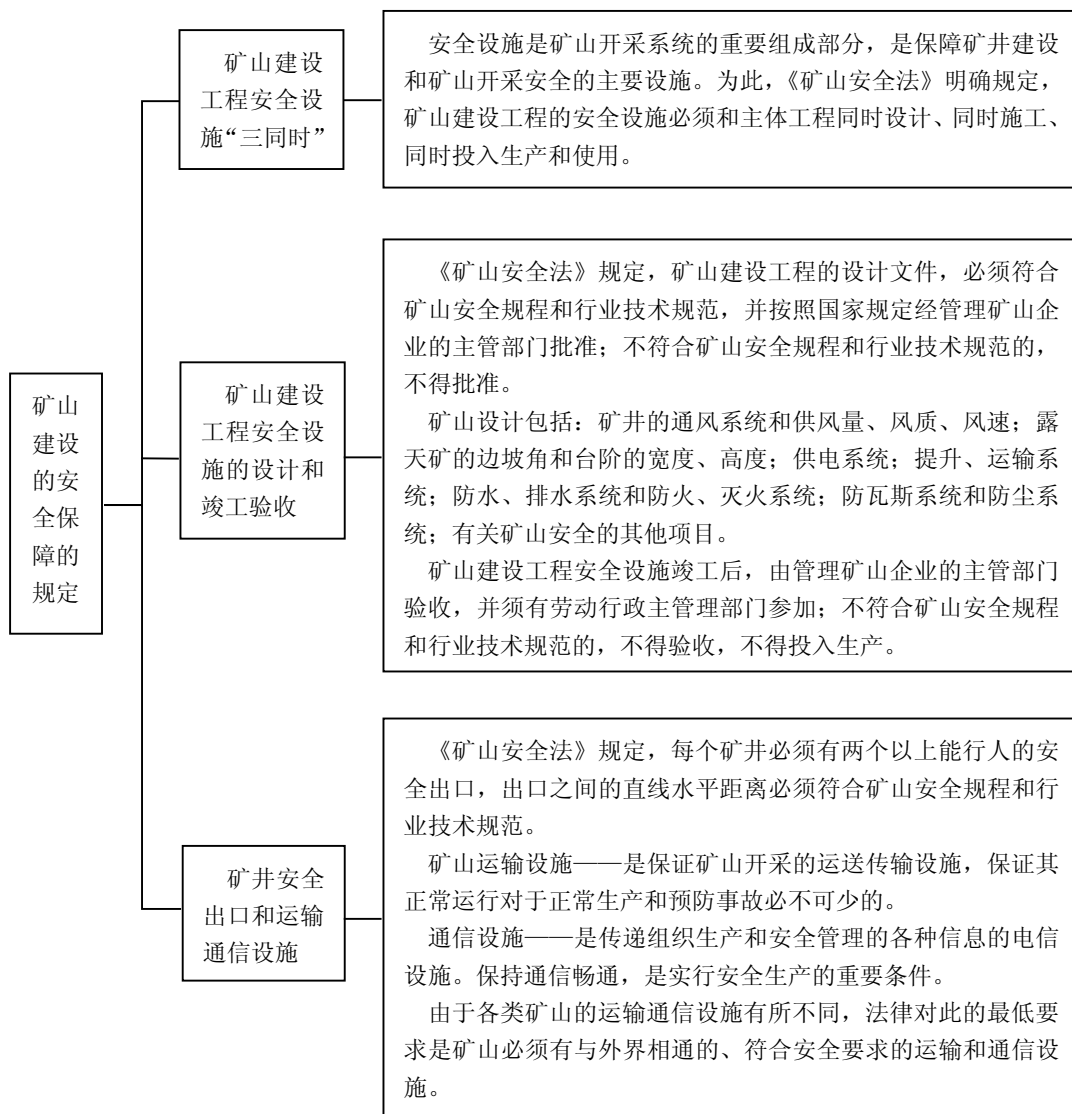 矿山建设的安全保障的规定
矿山建设
工程安全设
施“三同时”
安全设施是矿山开采系统的重要组成部分，是保障矿井建设
和矿山开采安全的主要设施。为此，《矿山安全法》明确规定，
矿山建设工程的安全设施必须和主体工程同时设计、同时施工、
同时投入生产和使用。
矿山建设
工程安全设
施的设计和
竣工验收
《矿山安全法》规定，矿山建设工程的设计文件，必须符合
矿山安全规程和行业技术规范，并按照国家规定经管理矿山企
业的主管部门批准；不符合矿山安全规程和行业技术规范的，
不得批准。
矿山设计包括：矿井的通风系统和供风量、风质、风速；露
天矿的边坡角和台阶的宽度、高度；供电系统；提升、运输系
统；防水、排水系统和防火、灭火系统；防瓦斯系统和防尘系
统；有关矿山安全的其他项目。
矿山建设工程安全设施竣工后，由管理矿山企业的主管部门
验收，并须有劳动行政主管理部门参加；不符合矿山安全规程
和行业技术规范的，不得验收，不得投入生产。
矿井安全
出口和运输
通信设施
《矿山安全法》规定，每个矿井必须有两个以上能行人的安
全出口，出口之间的直线水平距离必须符合矿山安全规程和行
业技术规范。
矿山运输设施——是保证矿山开采的运送传输设施，保证其
正常运行对于正常生产和预防事故必不可少的。
通信设施——是传递组织生产和安全管理的各种信息的电信
设施。保持通信畅通，是实行安全生产的重要条件。
由于各类矿山的运输通信设施有所不同，法律对此的最低要
求是矿山必须有与外界相通的、符合安全要求的运输和通信设
施。